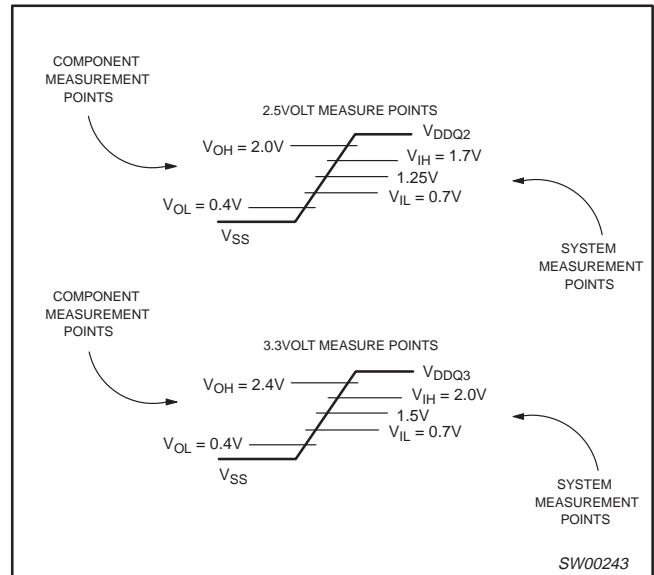 COMPONENT
MEASUREMENT
POINTS
2.5VOLT MEASURE POINTS
VOH = 2.0V
VDDQ2
VIH = 1.7V
1.25V
VIL = 0.7V
VOL = 0.4V
VSS
SYSTEM
MEASUREMENT
POINTS
COMPONENT
MEASUREMENT
POINTS
3.3VOLT MEASURE POINTS
VOH = 2.4V
VDDQ3
VIH = 2.0V
1.5V
VIL = 0.7V
VOL = 0.4V
VSS
SYSTEM
MEASUREMENT
POINTS
SW00243